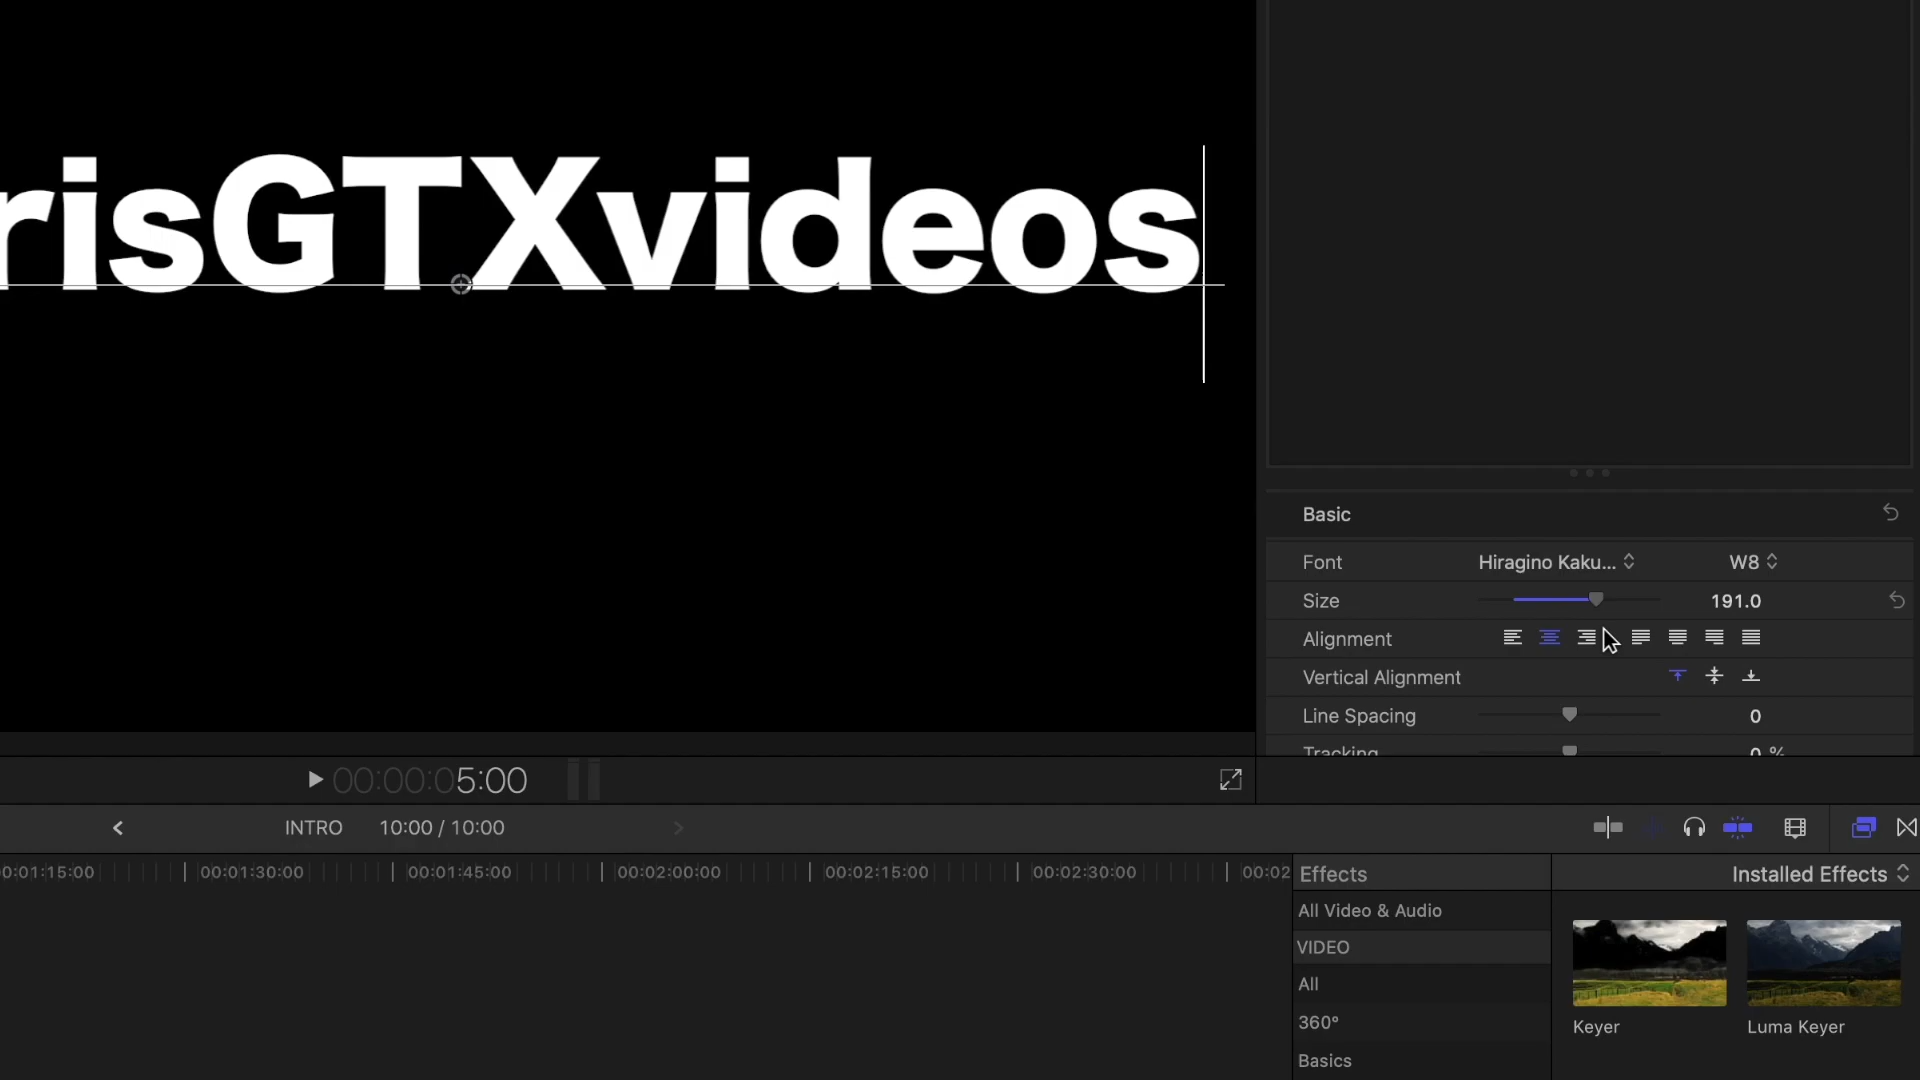 risGTXvideos
Basic
Font Hiragino Kaku... W8
Size 191.0
Alignment
Vertical Alignment
Line Spacing 0
Tracking 0 %
00:00:05:00
INTRO 10:00 / 10:00
0:01:15:00 00:01:30:00 00:01:45:00 00:02:00:00 00:02:15:00 00:02:30:00 00:02
Effects Installed Effects
All Video & Audio
VIDEO
All
360°
Basics
Keyer Luma Keyer